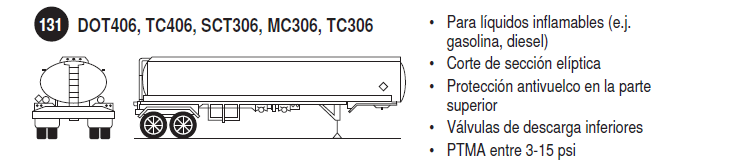 131 DOT406, TC406, SCT306, MC306, TC306
• Para líquidos inflamables (e.j.
gasolina, diesel)
• Corte de sección elíptica
• Protección antivuelco en la parte
superior
• Válvulas de descarga inferiores
• PTMA entre 3-15 psi